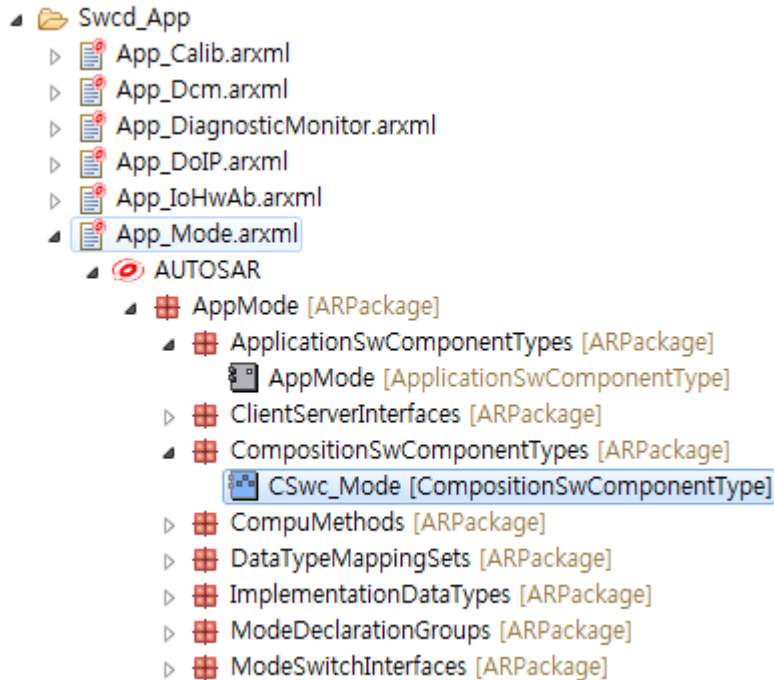 Swcd_App
App_Calib.arxml
App_Dcm.arxml
App_DiagnosticMonitor.arxml
App_DoIP.arxml
App_IoHwAb.arxml
App_Mode.arxml
AUTOSAR
AppMode [ARPackage]
ApplicationSwComponentTypes [ARPackage]
AppMode [ApplicationSwComponentType]
ClientServerInterfaces [ARPackage]
CompositionSwComponentTypes [ARPackage]
CSwc_Mode [CompositionSwComponentType]
CompuMethods [ARPackage]
DataTypeMappingSets [ARPackage]
ImplementationDataTypes [ARPackage]
ModeDeclarationGroups [ARPackage]
ModeSwitchInterfaces [ARPackage]